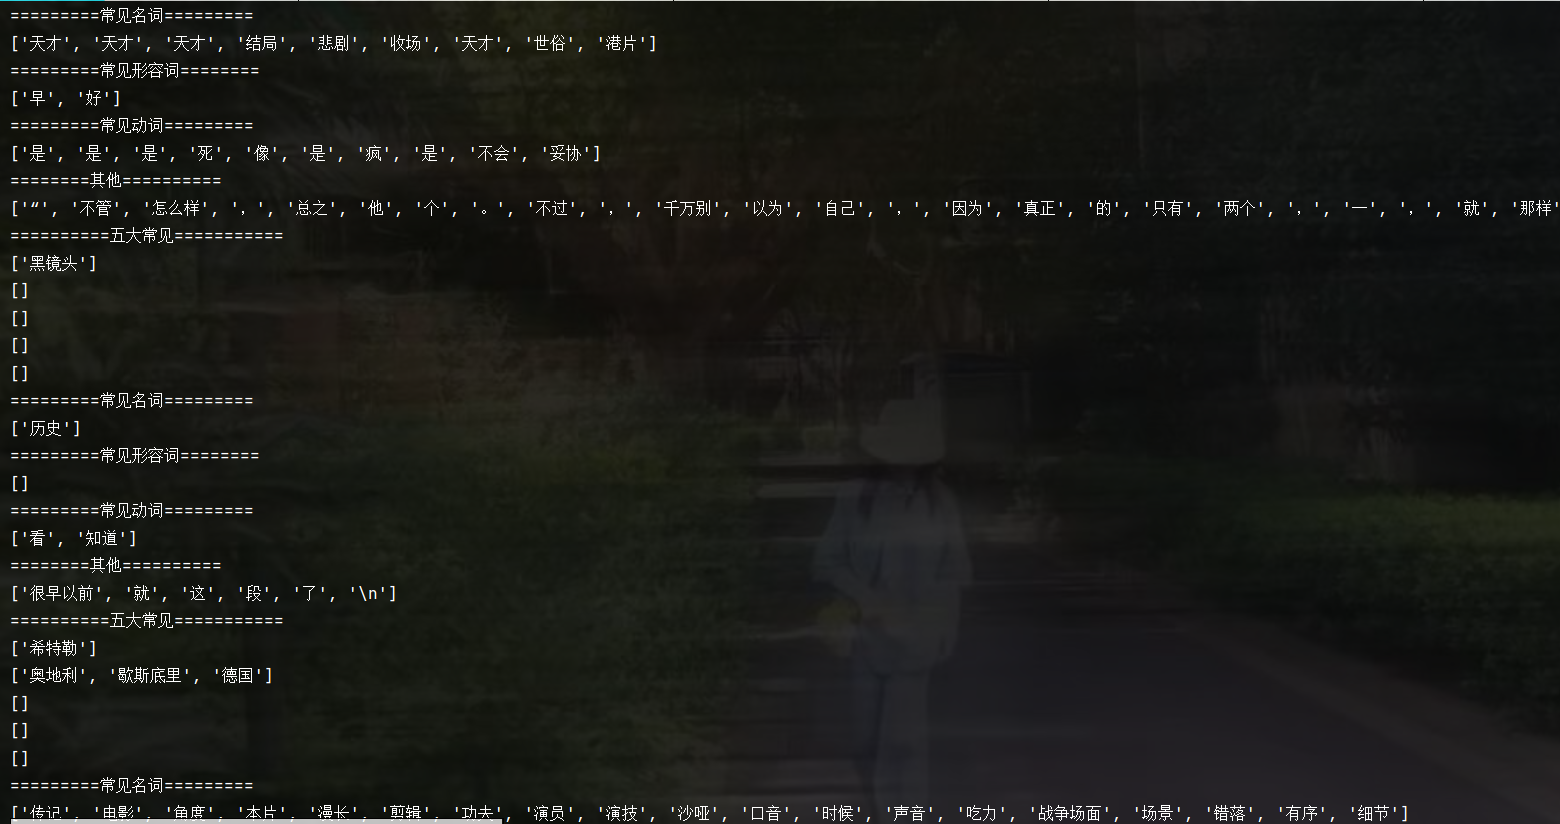 =========常见名词=========
['天才', '天才', '天才', '结局', '悲剧', '收场', '天才', '世俗', '港片']
=========常见形容词========
['早', '好']
=========常见动词=========
['是', '是', '是', '死', '像', '是', '疯', '是', '不会', '妥协']
========其他==========
['“', '不管', '怎么样', '，', '总之', '他', '个', '。', '不过', '，', '千万别', '以为', '自己', '，', '因为', '真正', '的', '只有', '两个', '，', '一', '，', '就', '那样'
==========五大常见===========
['黑镜头']
[]
[]
[]
[]
=========常见名词=========
['历史']
=========常见形容词========
[]
=========常见动词=========
['看', '知道']
========其他==========
['很早以前', '就', '这', '段', '了', '\n']
==========五大常见===========
['希特勒']
['奥地利', '歇斯底里', '德国']
[]
[]
[]
=========常见名词=========
['传记', '电影', '角度', '本片', '漫长', '剪辑', '功夫', '演员', '演技', '沙哑', '口音', '时候', '声音', '吃力', '战争场面', '场景', '错落', '有序', '细节']